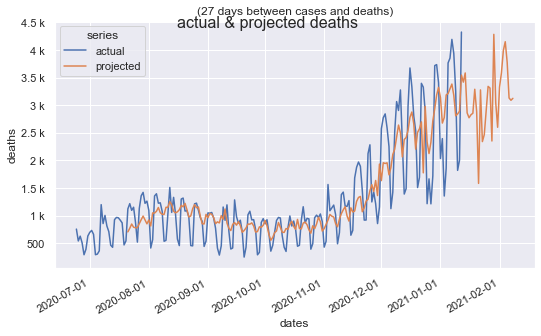 (27 days between cases and deaths)
actual & projected deaths
series
actual
projected
4.5 k
4 k
3.5 k
3 k
2.5 k
2 k
1.5 k
1 k
500
deaths
2020-07-01
2020-08-01
2020-09-01
2020-10-01
2020-11-01
2020-12-01
2021-01-01
2021-02-01
dates